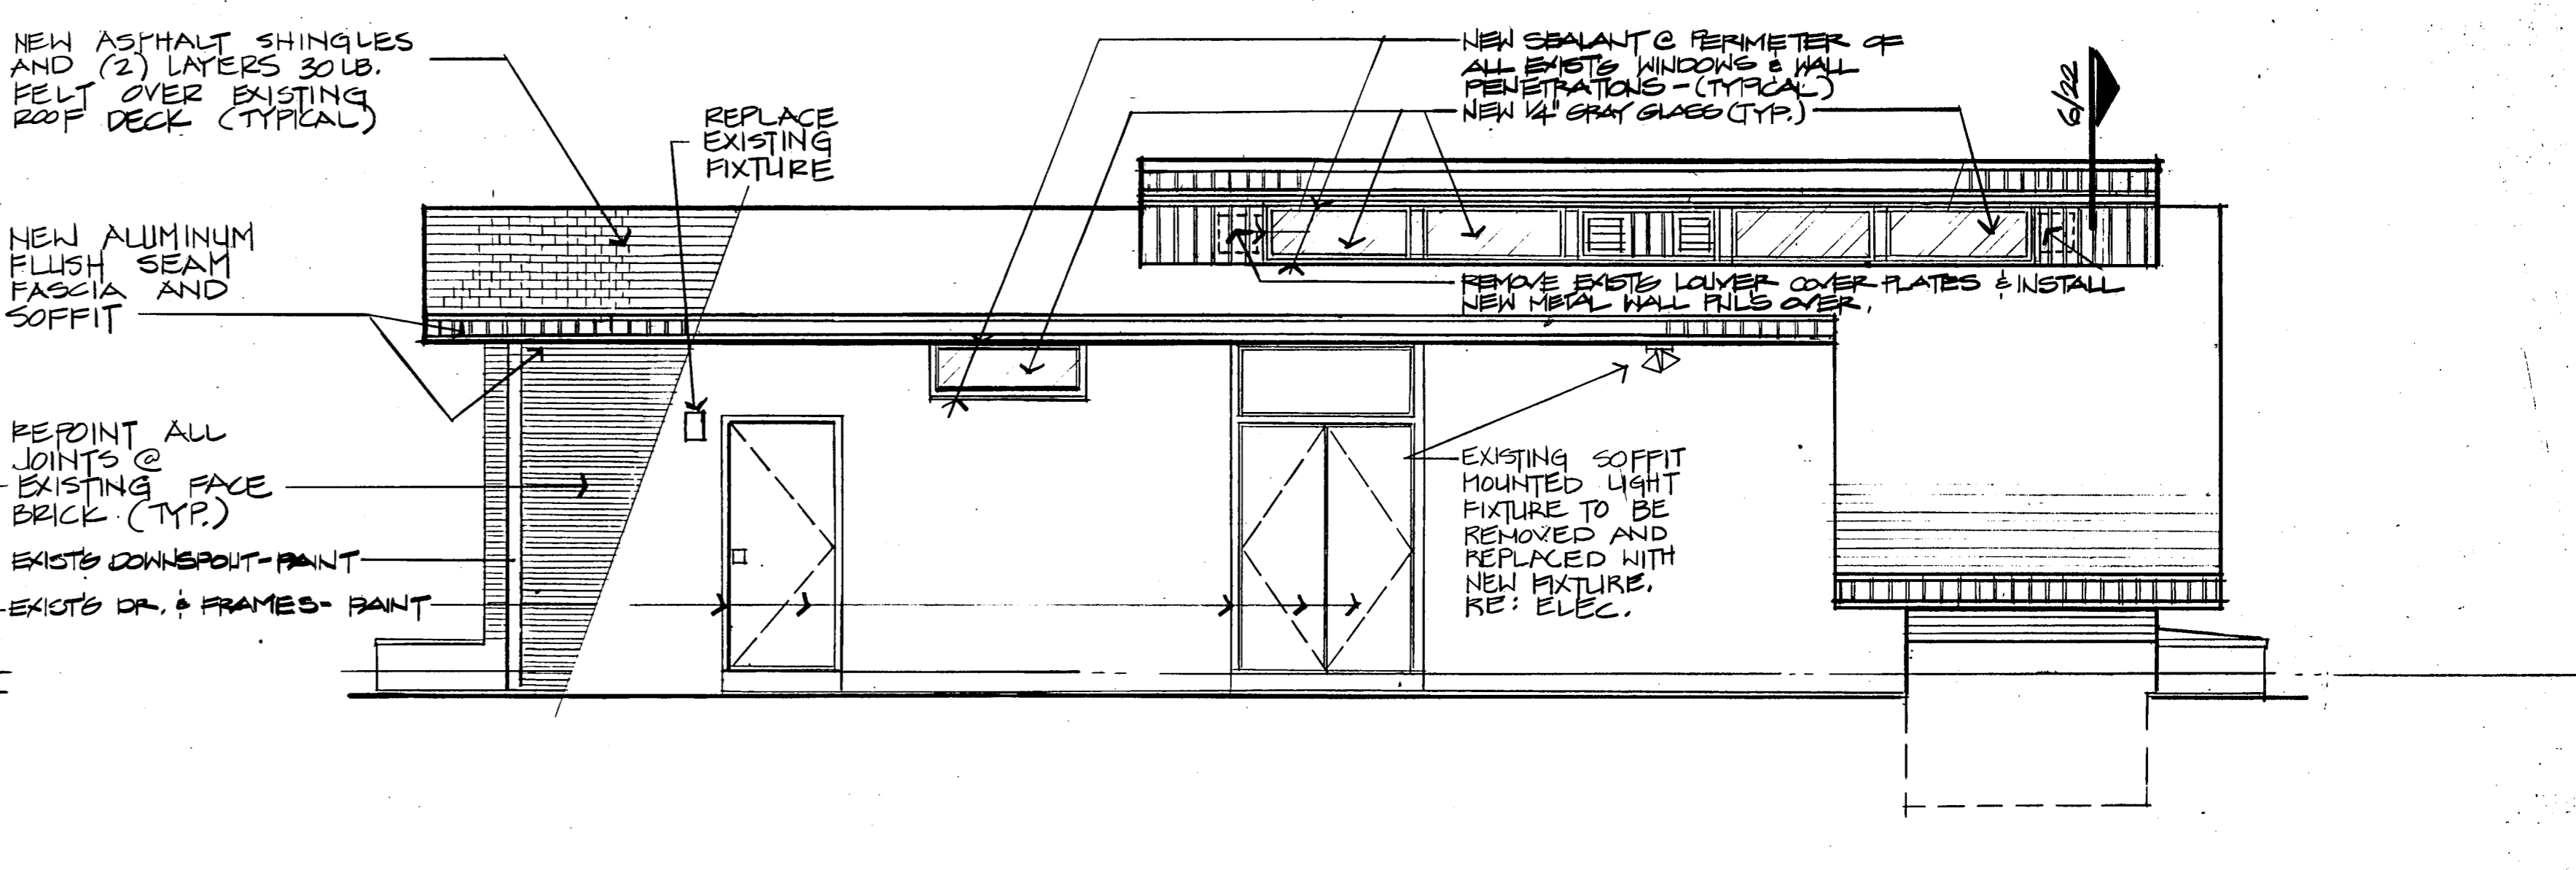 NEW ASPHALT SHINGLES
AND (2) LAYERS 30 LB.
FELT OVER EXISTING
ROOF DECK (TYPICAL)
REPLACE
EXISTING
FIXTURE
NEW SEALANT @ PERIMETER OF
ALL EXIST'G WINDOWS & WALL
PENETRATIONS - (TYPICAL)
NEW 1/4" GRAY GLASS (TYP.)
6/22
NEW ALUMINUM
FLUSH SEAM
FASCIA AND
SOFFIT
REMOVE EXIST'G LOUVER COVER PLATES & INSTALL
NEW METAL WALL PNL'S OVER.
REPOINT ALL
JOINTS @
EXISTING FACE
BRICK. (TYP.)
EXIST'G DOWNSPOUT-PAINT
EXIST'G DR. & FRAMES- PAINT
EXISTING SOFFIT
MOUNTED LIGHT
FIXTURE TO BE
REMOVED AND
REPLACED WITH
NEW FIXTURE.
RE: ELEC.